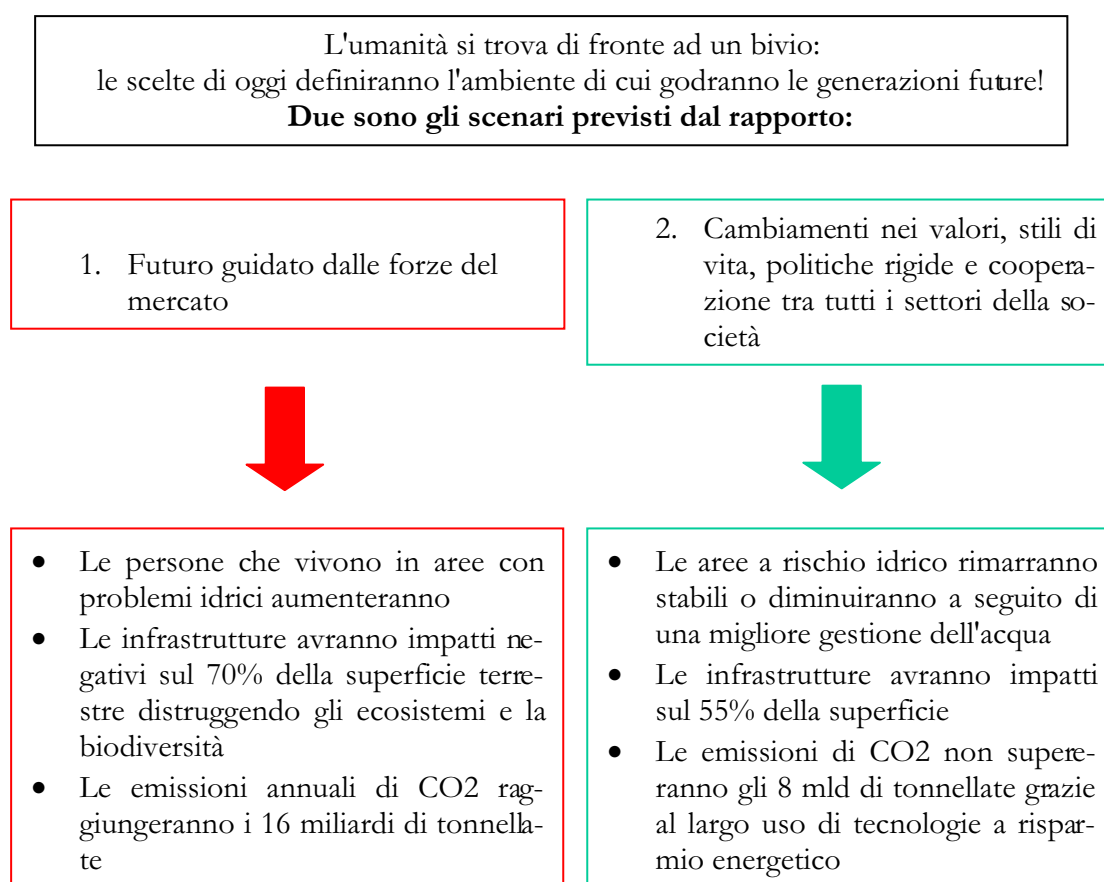 L'umanità si trova di fronte ad un bivio:
le scelte di oggi definiranno l'ambiente di cui godranno le generazioni future!
Due sono gli scenari previsti dal rapporto:
1. Futuro guidato dalle forze del
mercato
2. Cambiamenti nei valori, stili di
vita, politiche rigide e coopera-
zione tra tutti i settori della so-
cietà
• Le persone che vivono in aree con
problemi idrici aumenteranno
• Le infrastrutture avranno impatti ne-
gativi sul 70% della superficie terre-
stre distruggendo gli ecosistemi e la
biodiversità
• Le emissioni annuali di CO2 rag-
giungeranno i 16 miliardi di tonnella-
te
• Le aree a rischio idrico rimarranno
stabili o diminuiranno a seguito di
una migliore gestione dell'acqua
• Le infrastrutture avranno impatti
sul 55% della superficie
• Le emissioni di CO2 non supere-
ranno gli 8 mld di tonnellate grazie
al largo uso di tecnologie a rispar-
mio energetico